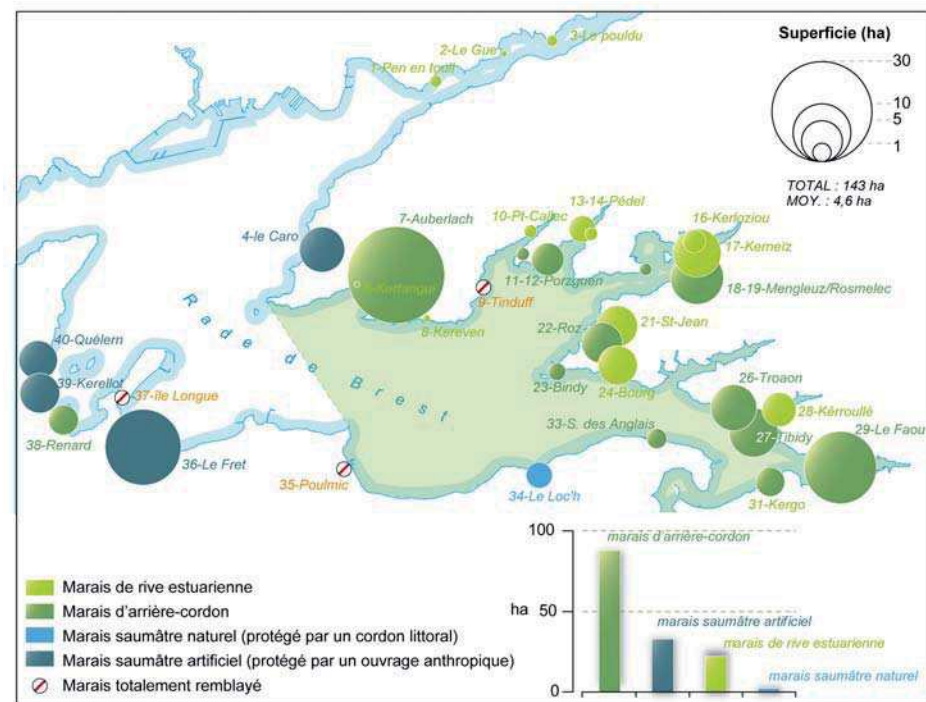 3-Le pouldu
2-Le Gue
1-Pen en toull
Superficie (ha)
30
10
5
1
TOTAL : 143 ha
MOY. : 4,6 ha
13-14-Pédel
7-Auberlach
10-Pt-Callec
16-Kerloziou
4-le Caro
17-Kerneiz
11-12-Porzguen
9-Tinduff
18-19-Mengleuz/Rosmelec
8-Kereven
21-St-Jean
22-Roz
Rade de Brest
40-Quélern
39-Kerellot
23-Bindy
24-Bourg
26-Troaon
37-Ile Longue
28-Kérroullé
38-Renard
33-S. des Anglais
27-Tibidy
29-Le Faou
36-Le Fret
35-Poulmic
34-Le Loc'h
31-Kergo
100
marais d'arrière-cordon
ha
50
marais saumâtre artificiel
marais de rive estuarienne
marais saumâtre naturel
0
Marais de rive estuarienne
Marais d'arrière-cordon
Marais saumâtre naturel (protégé par un cordon littoral)
Marais saumâtre artificiel (protégé par un ouvrage anthropique)
Marais totalement remblayé